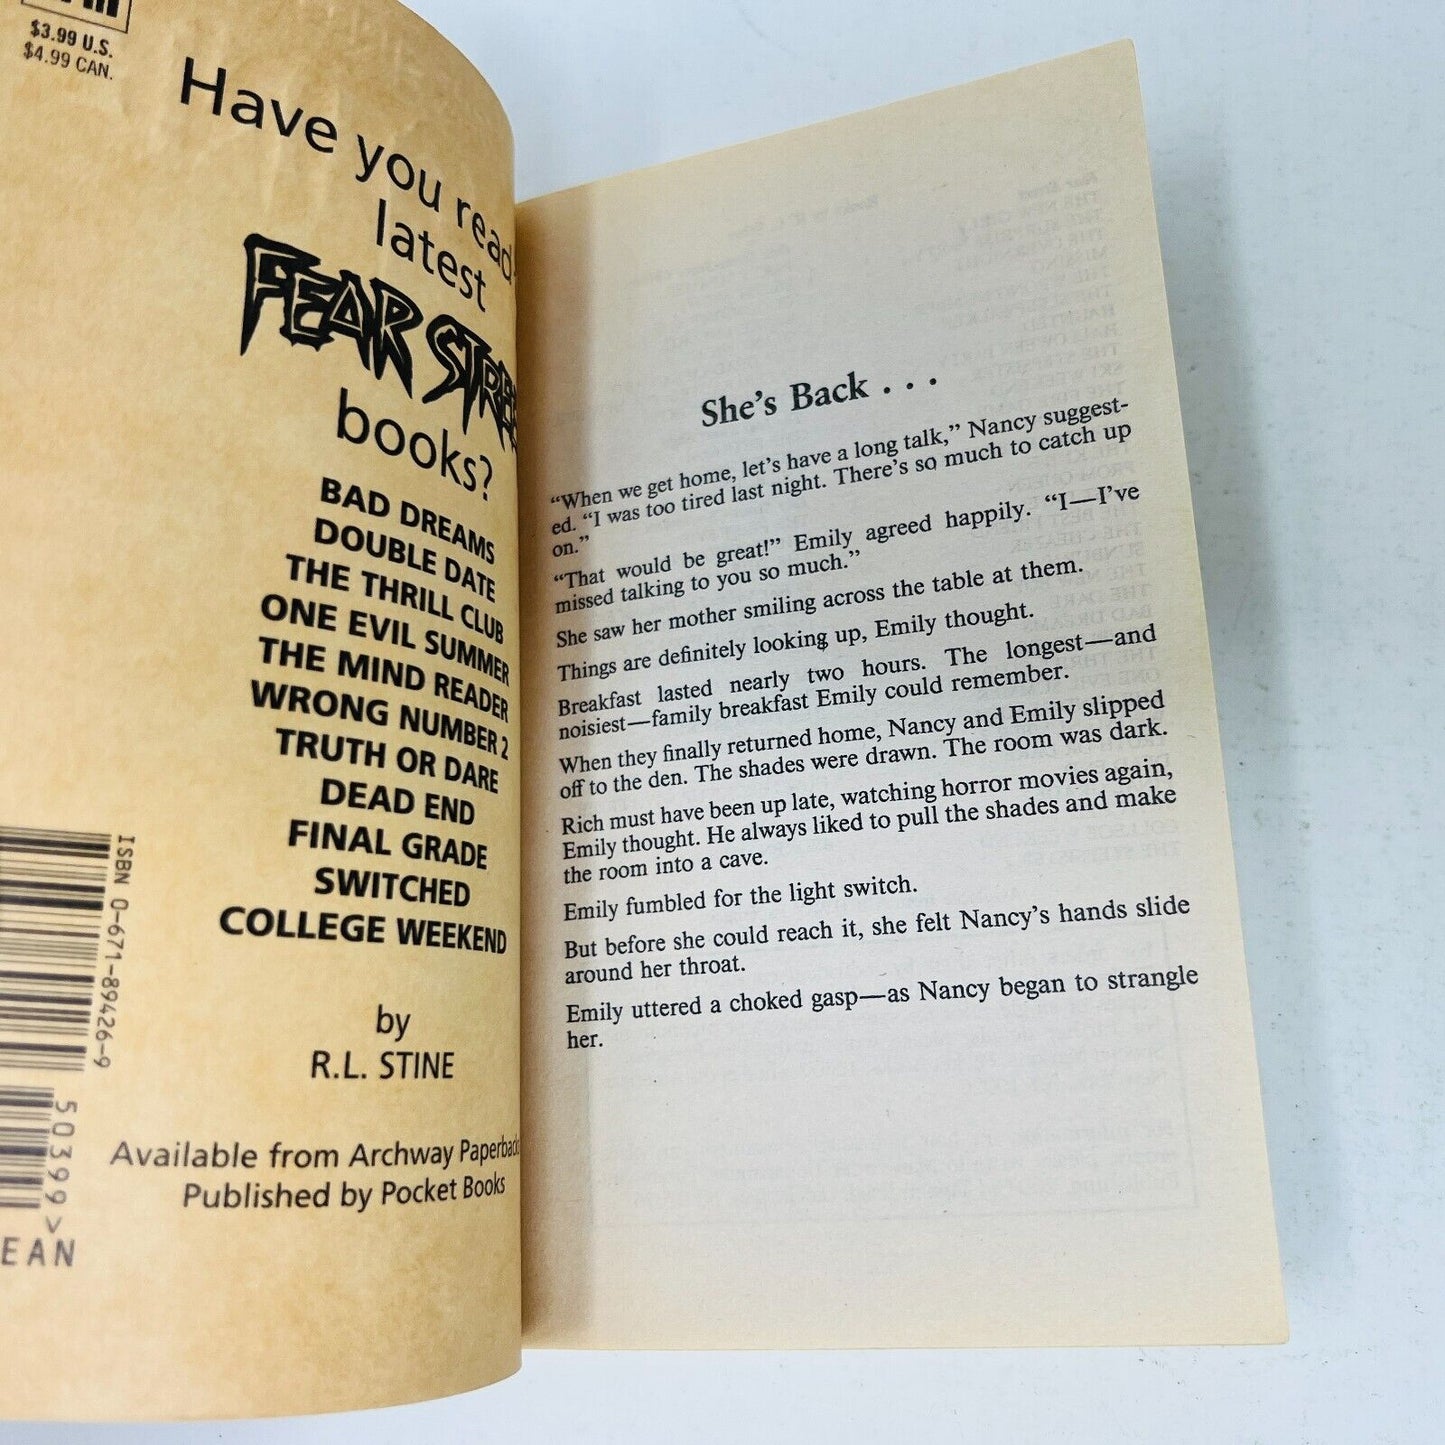 $3.99 U.S.
$4.99 CAN.
Have you read
latest
FEAR STREE
books?
BAD DREAMS
DOUBLE DATE
THE THRILL CLUB
ONE EVIL SUMMER
THE MIND READER
WRONG NUMBER 2
TRUTH OR DARE
DEAD END
FINAL GRADE
SWITCHED
COLLEGE WEEKEND
by
R.L. STINE
Available from Archway Paperbacks
Published by Pocket Books
ISBN 0-671-89426-9
50399>
EAN
She's Back . . .
“When we get home, let's have a long talk,” Nancy suggest-
ed. “I was too tired last night. There's so much to catch up
on.”
“That would be great!” Emily agreed happily. “I—I've
missed talking to you so much.”
She saw her mother smiling across the table at them.
Things are definitely looking up, Emily thought.
Breakfast lasted nearly two hours. The longest—and
noisiest—family breakfast Emily could remember.
When they finally returned home, Nancy and Emily slipped
off to the den. The shades were drawn. The room was dark.
Rich must have been up late, watching horror movies again,
Emily thought. He always liked to pull the shades and make
the room into a cave.
Emily fumbled for the light switch.
But before she could reach it, she felt Nancy's hands slide
around her throat.
Emily uttered a choked gasp—as Nancy began to strangle
her.